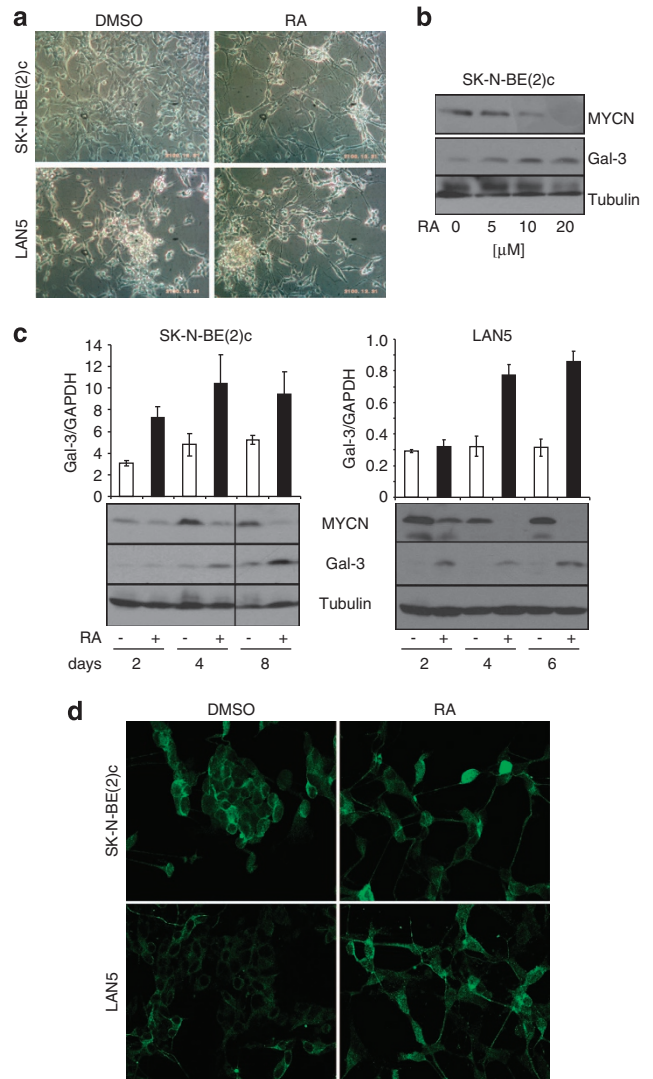 a
DMSO RA
SK-N-BE(2)c
LAN5
b
SK-N-BE(2)c
MYCN
Gal-3
Tubulin
RA 0 5 10 20
[µM]
c
SK-N-BE(2)c
Gal-3/GAPDH
14
12
10
8
6
4
2
0
LAN5
Gal-3/GAPDH
1.0
0.8
0.6
0.4
0.2
0
MYCN
Gal-3
Tubulin
RA - + - + - + - + - + - +
days 2 4 8 2 4 6
d
DMSO RA
SK-N-BE(2)c
LAN5